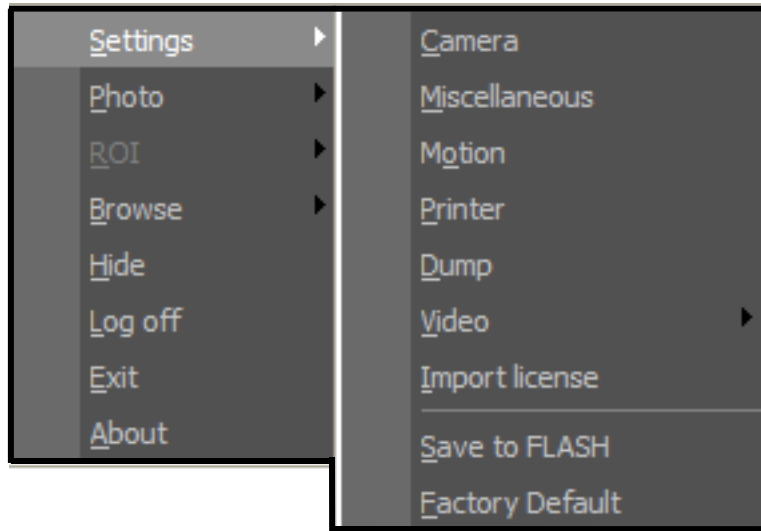 Settings
Photo
ROI
Browse
Hide
Log off
Exit
About
Camera
Miscellaneous
Motion
Printer
Dump
Video
Import license
Save to FLASH
Factory Default